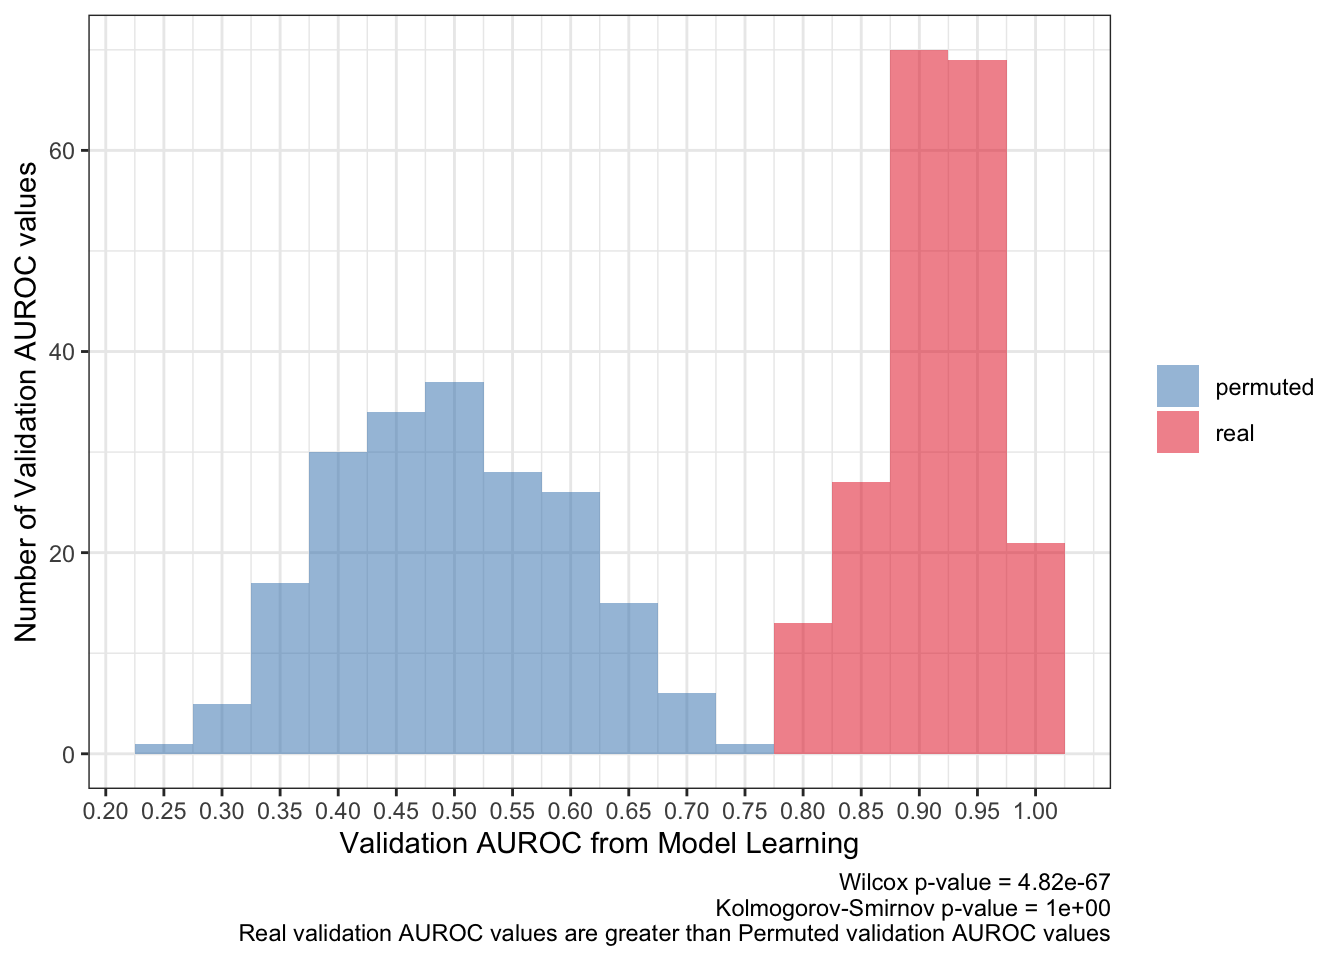 Number of Validation AUROC values
60
40
20
0
0.20 0.25 0.30 0.35 0.40 0.45 0.50 0.55 0.60 0.65 0.70 0.75 0.80 0.85 0.90 0.95 1.00
Validation AUROC from Model Learning
permuted
real
Wilcox p-value = 4.82e-67
Kolmogorov-Smirnov p-value = 1e+00
Real validation AUROC values are greater than Permuted validation AUROC values